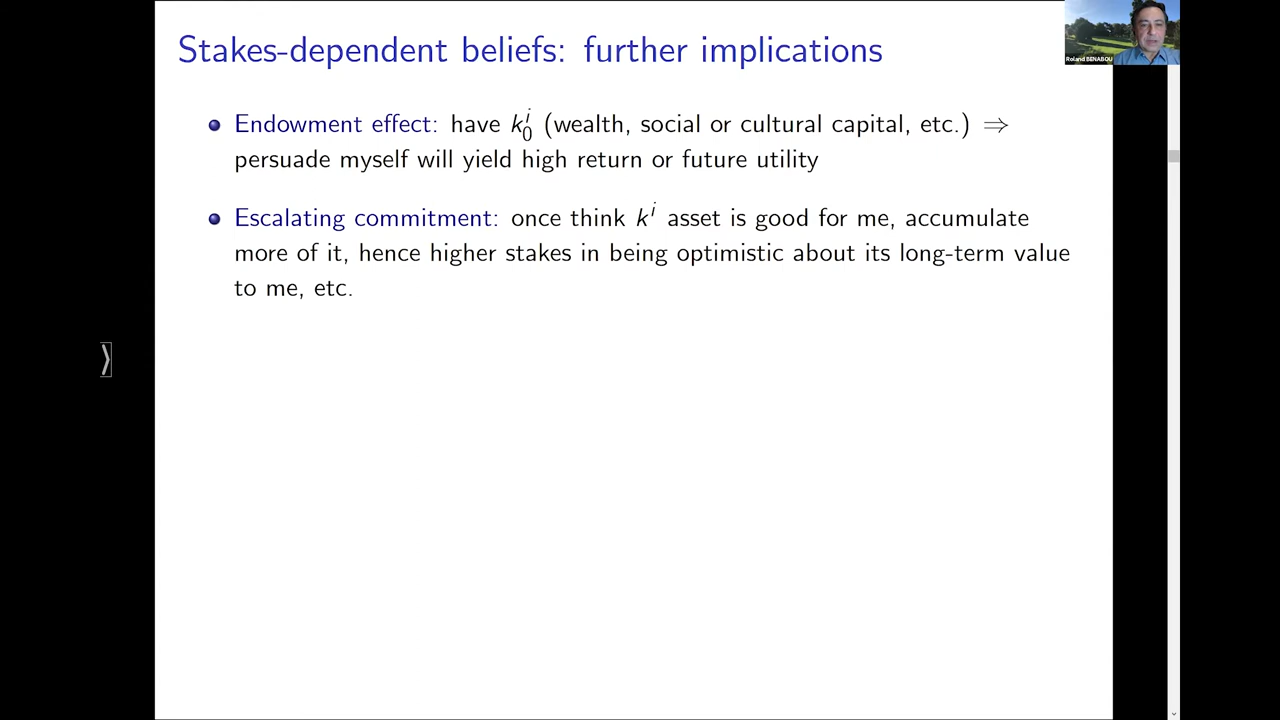 Stakes-dependent beliefs: further implications
Roland BENABOU
Endowment effect: have k₀ⁱ (wealth, social or cultural capital, etc.) ⇒
persuade myself will yield high return or future utility
Escalating commitment: once think kⁱ asset is good for me, accumulate
more of it, hence higher stakes in being optimistic about its long-term value
to me, etc.